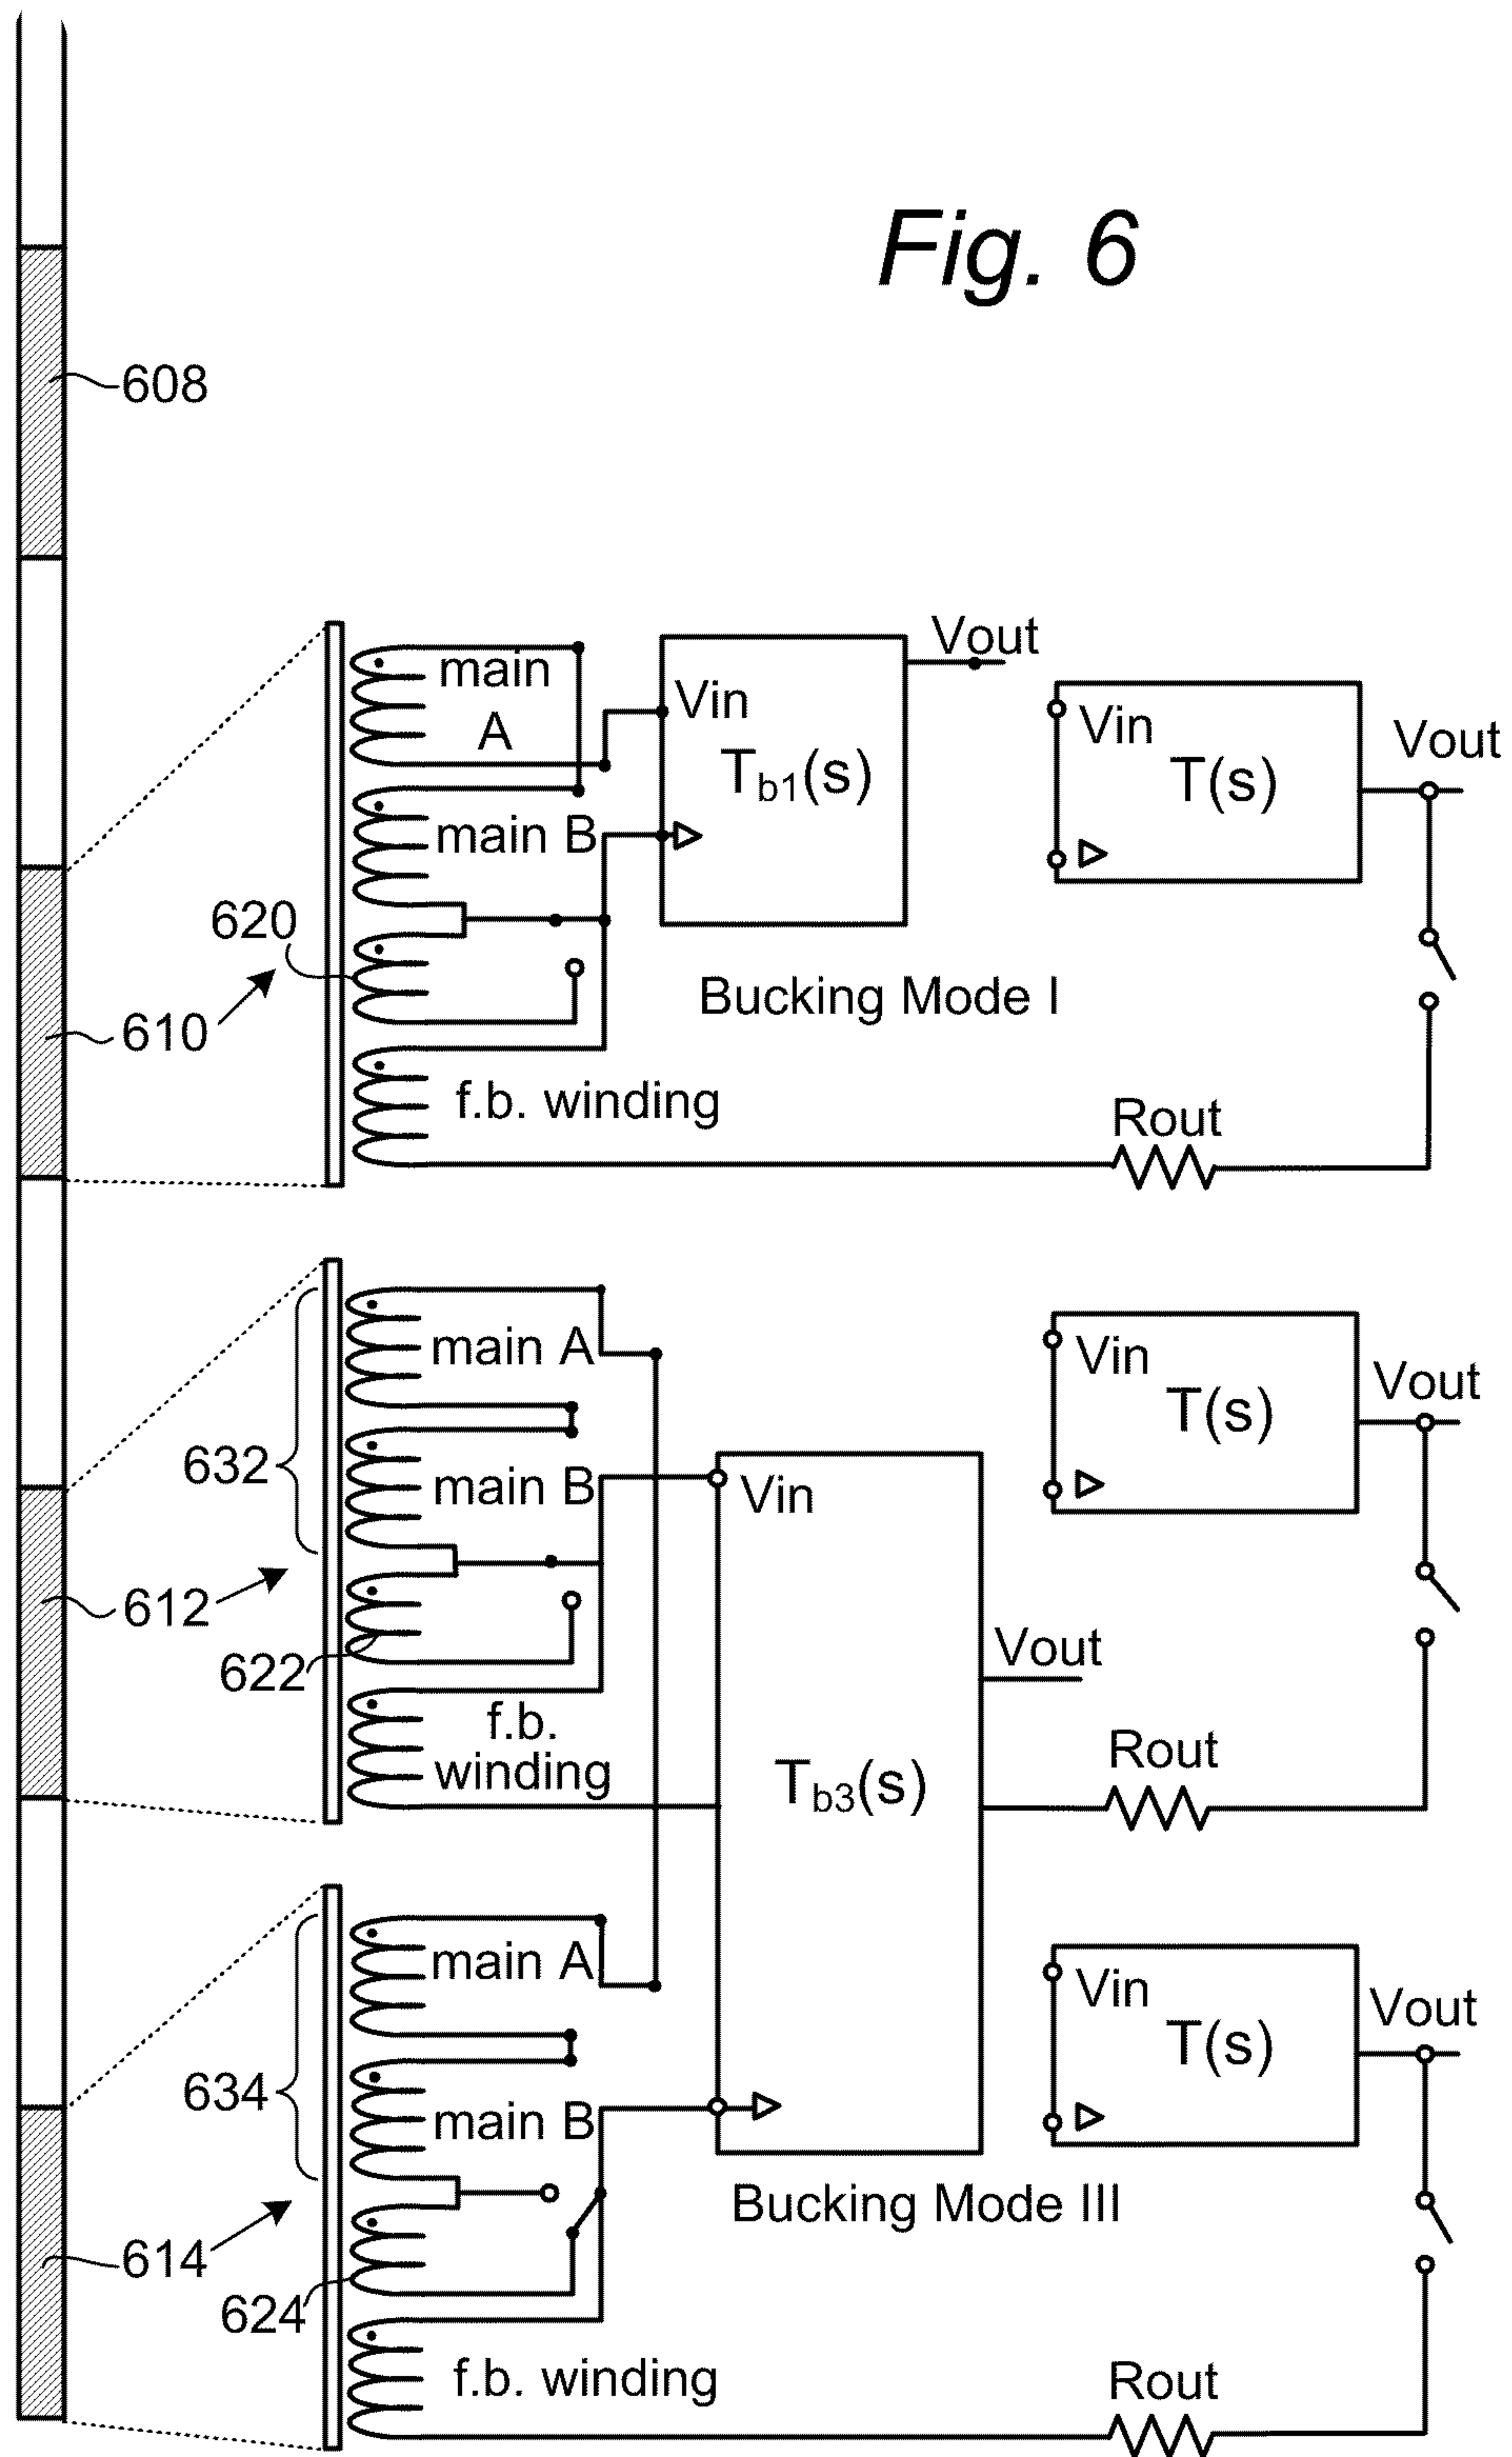 Fig. 6
608
Vout
main
A
Vin
T_b1(s)
Vin
T(s)
Vout
main B
620
610
Bucking Mode I
f.b. winding
Rout
main A
Vin
T(s)
Vout
632
main B
Vin
612
622
Vout
f.b.
winding
T_b3(s)
Rout
main A
Vin
T(s)
Vout
634
main B
Bucking Mode III
614
624
f.b. winding
Rout